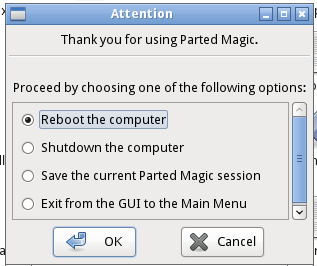 Attention
Thank you for using Parted Magic.
Proceed by choosing one of the following options:
Reboot the computer
Shutdown the computer
Save the current Parted Magic session
Exit from the GUI to the Main Menu
OK
Cancel